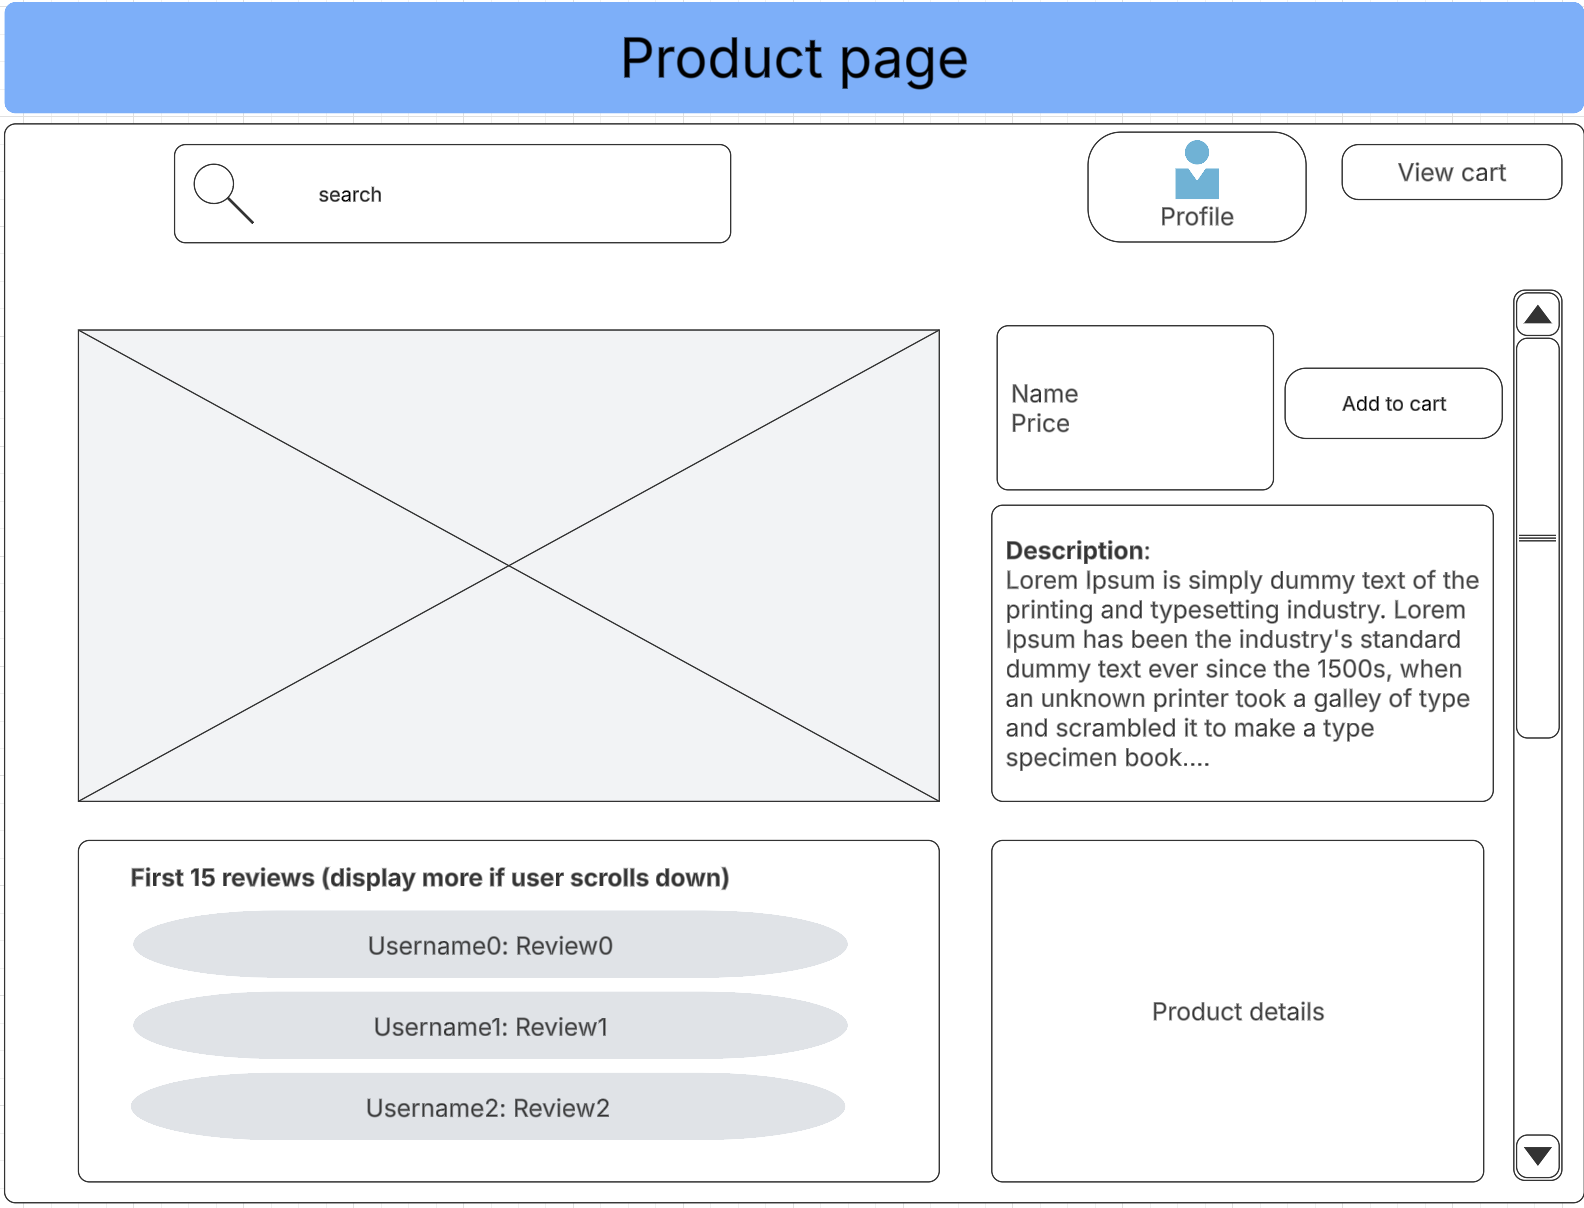 Product page
search
Profile
View cart
Name
Price
Add to cart
Description:
Lorem Ipsum is simply dummy text of the
printing and typesetting industry. Lorem
Ipsum has been the industry's standard
dummy text ever since the 1500s, when
an unknown printer took a galley of type
and scrambled it to make a type
specimen book....
First 15 reviews (display more if user scrolls down)
Username0: Review0
Username1: Review1
Username2: Review2
Product details